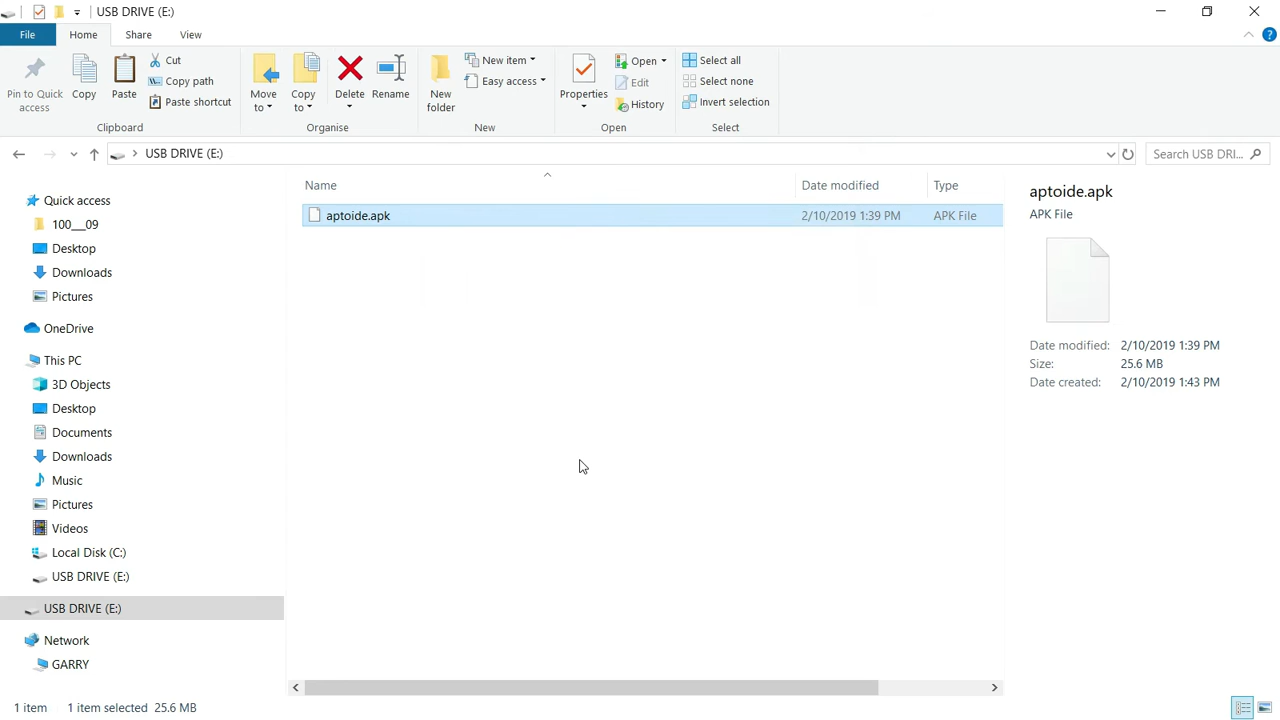 USB DRIVE (E:)
File Home Share View
Pin to Quick access
Copy
Paste
Cut
Copy path
Paste shortcut
Clipboard
Move to
Copy to
Delete
Rename
Organise
New folder
New item
Easy access
New
Properties
Open
Edit
History
Open
Select all
Select none
Invert selection
Select
USB DRIVE (E:)
Search USB DRI...
Quick access
100___09
Desktop
Downloads
Pictures
OneDrive
This PC
3D Objects
Desktop
Documents
Downloads
Music
Pictures
Videos
Local Disk (C:)
USB DRIVE (E:)
USB DRIVE (E:)
Network
GARRY
Name Date modified Type
aptoide.apk 2/10/2019 1:39 PM APK File
aptoide.apk
APK File
Date modified: 2/10/2019 1:39 PM
Size: 25.6 MB
Date created: 2/10/2019 1:43 PM
1 item 1 item selected 25.6 MB